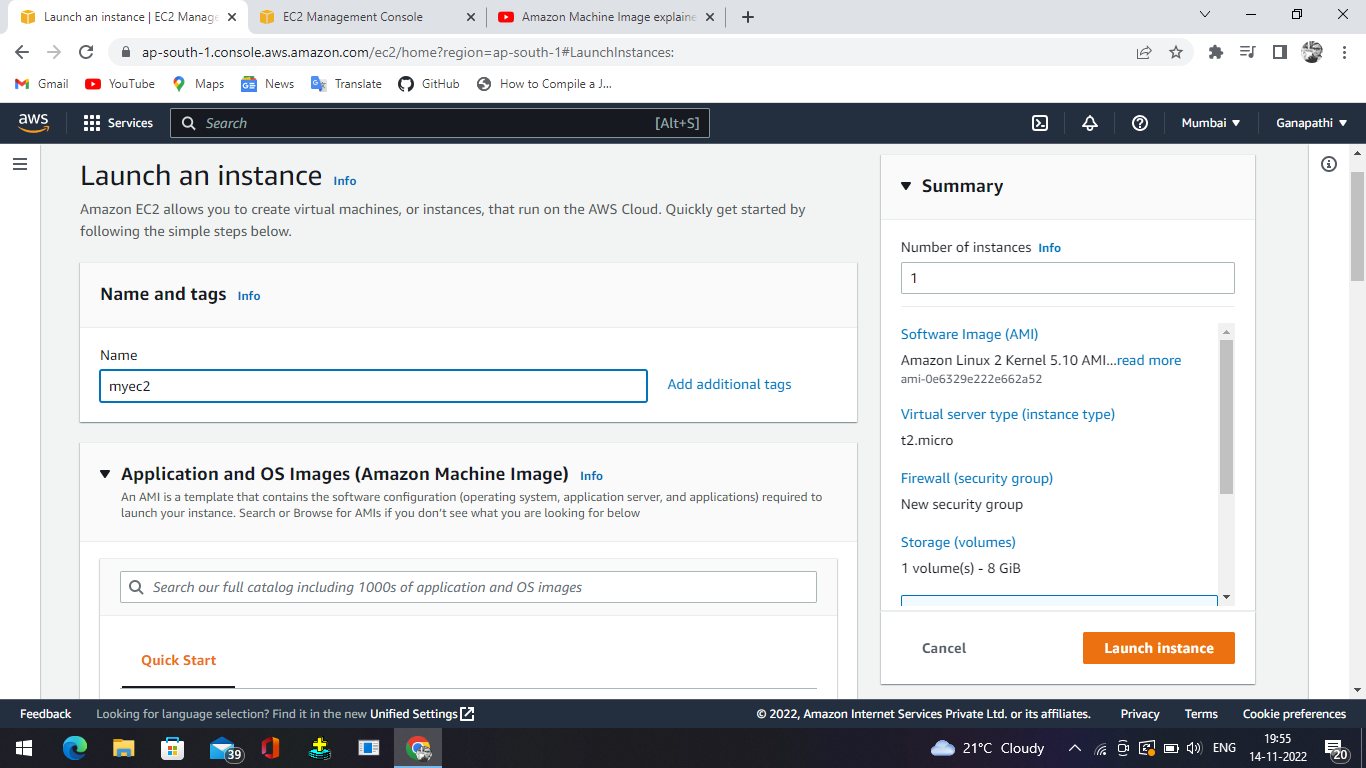 Launch an instance | EC2 Manage
EC2 Management Console
Amazon Machine Image explaine
ap-south-1.console.aws.amazon.com/ec2/home?region=ap-south-1#LaunchInstances:
Gmail YouTube Maps News Translate GitHub How to Compile a J...
aws Services Search [Alt+S] Mumbai Ganapathi
Launch an instance Info
Amazon EC2 allows you to create virtual machines, or instances, that run on the AWS Cloud. Quickly get started by
following the simple steps below.
Name and tags Info
Name
myec2 Add additional tags
Application and OS Images (Amazon Machine Image) Info
An AMI is a template that contains the software configuration (operating system, application server, and applications) required to
launch your instance. Search or Browse for AMIs if you don't see what you are looking for below
Search our full catalog including 1000s of application and OS images
Quick Start
Summary
Number of instances Info
1
Software Image (AMI)
Amazon Linux 2 Kernel 5.10 AMI...read more
ami-0e6329e222e662a52
Virtual server type (instance type)
t2.micro
Firewall (security group)
New security group
Storage (volumes)
1 volume(s) - 8 GiB
Cancel Launch instance
Feedback Looking for language selection? Find it in the new Unified Settings © 2022, Amazon Internet Services Private Ltd. or its affiliates. Privacy Terms Cookie preferences
39 21°C Cloudy ENG 19:55
14-11-2022 20